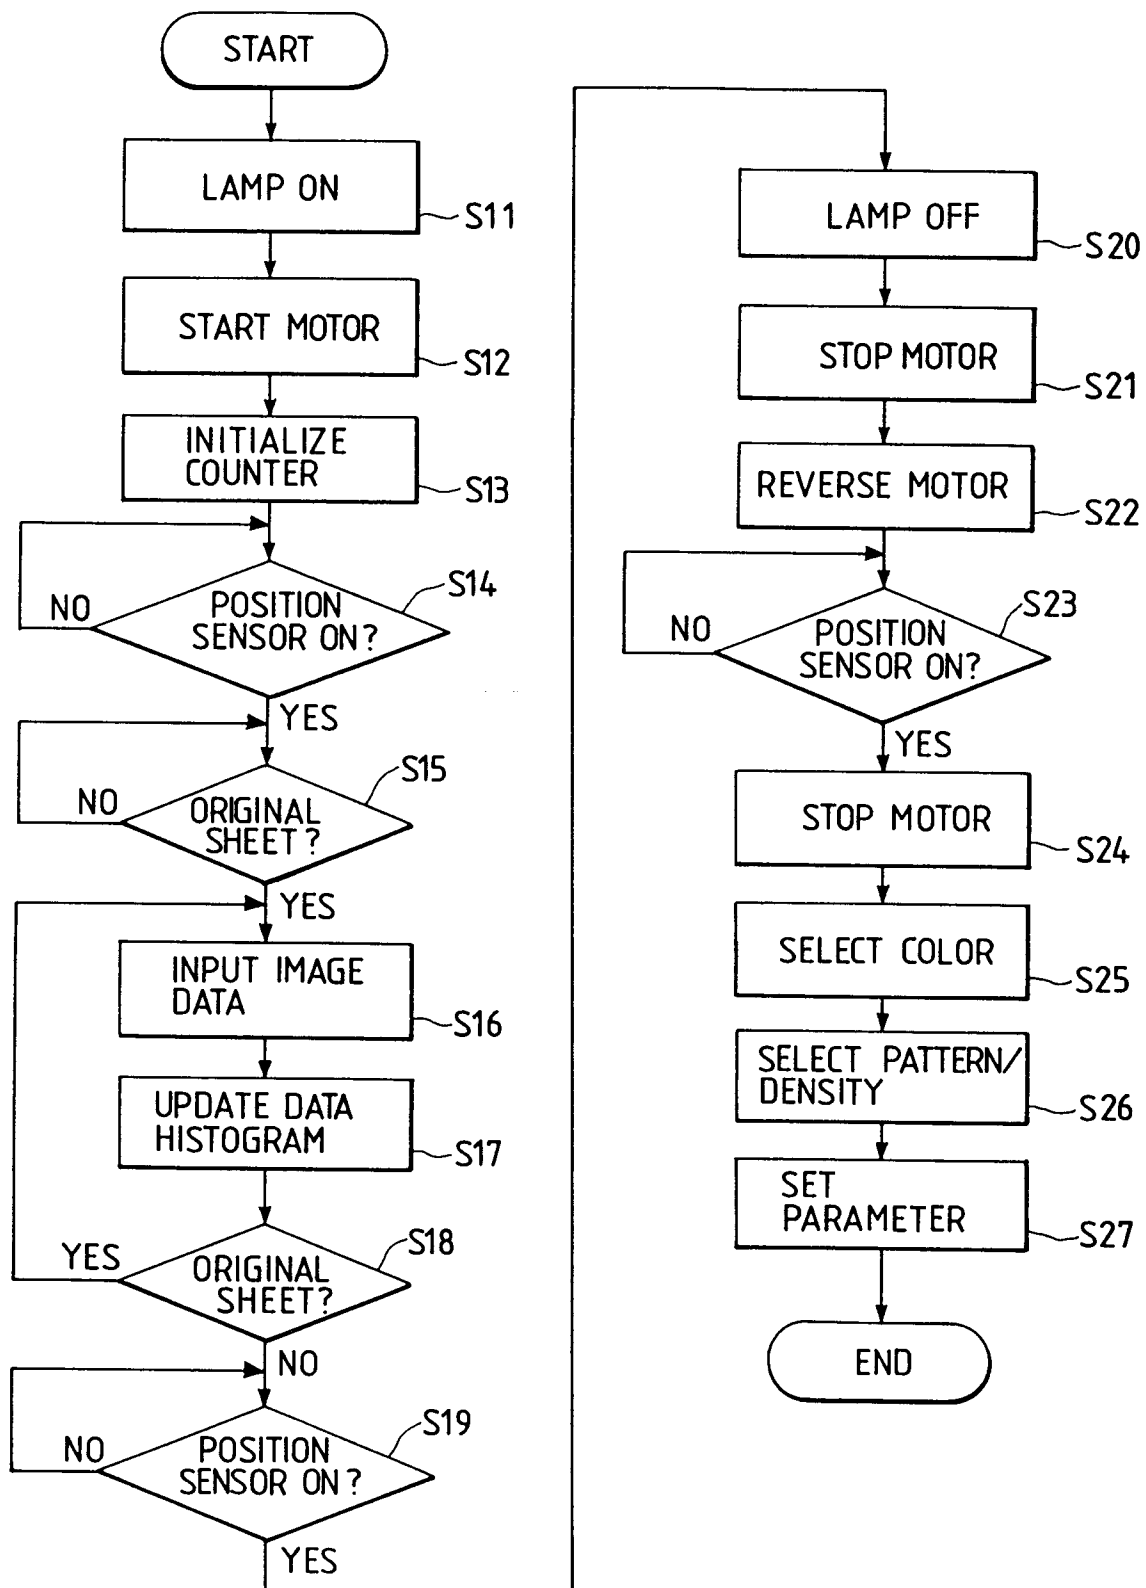 START
LAMP ON
S11
START MOTOR
S12
INITIALIZE
COUNTER
S13
S14
POSITION
SENSOR ON?
NO
YES
S15
ORIGINAL
SHEET?
NO
YES
INPUT IMAGE
DATA
S16
UPDATE DATA
HISTOGRAM
S17
S18
YES
ORIGINAL
SHEET?
NO
S19
NO
POSITION
SENSOR ON?
YES
LAMP OFF
S20
STOP MOTOR
S21
REVERSE MOTOR
S22
S23
NO
POSITION
SENSOR ON?
YES
STOP MOTOR
S24
SELECT COLOR
S25
SELECT PATTERN/
DENSITY
S26
SET
PARAMETER
S27
END